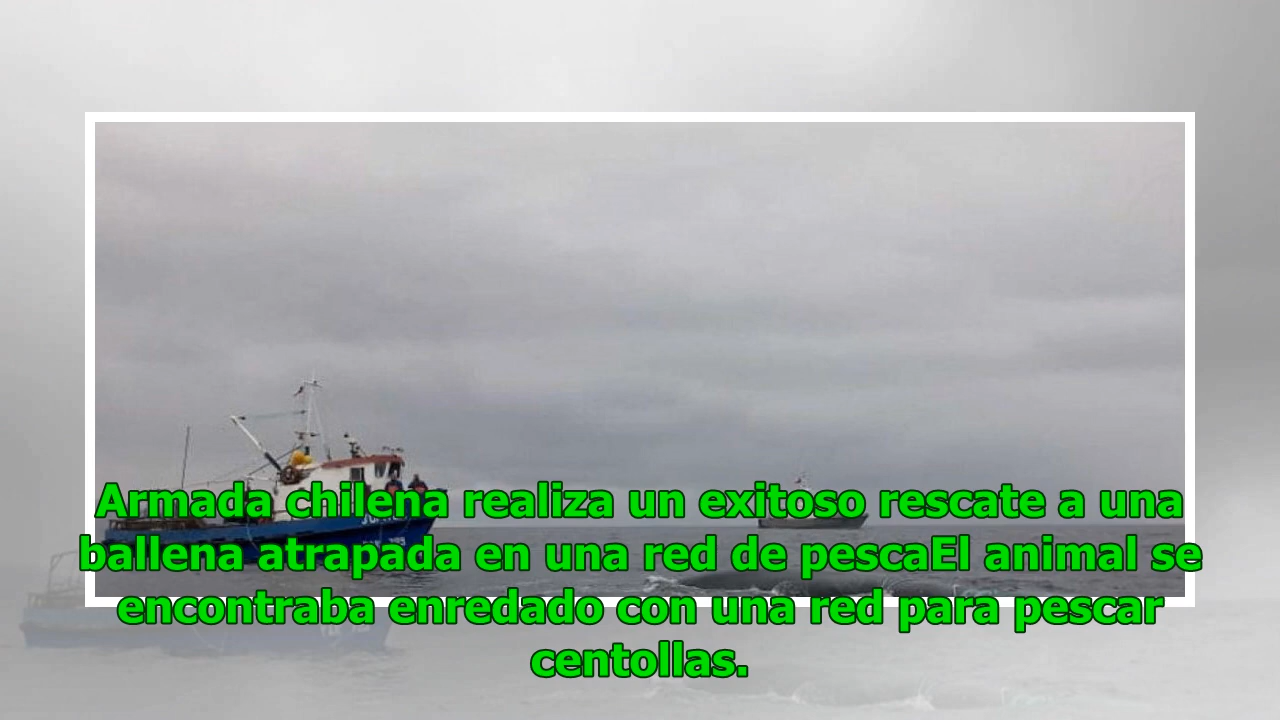 Armada chilena realiza un exitoso rescate a una
ballena atrapada en una red de pescaEl animal se
encontraba enredado con una red para pescar
centollas.